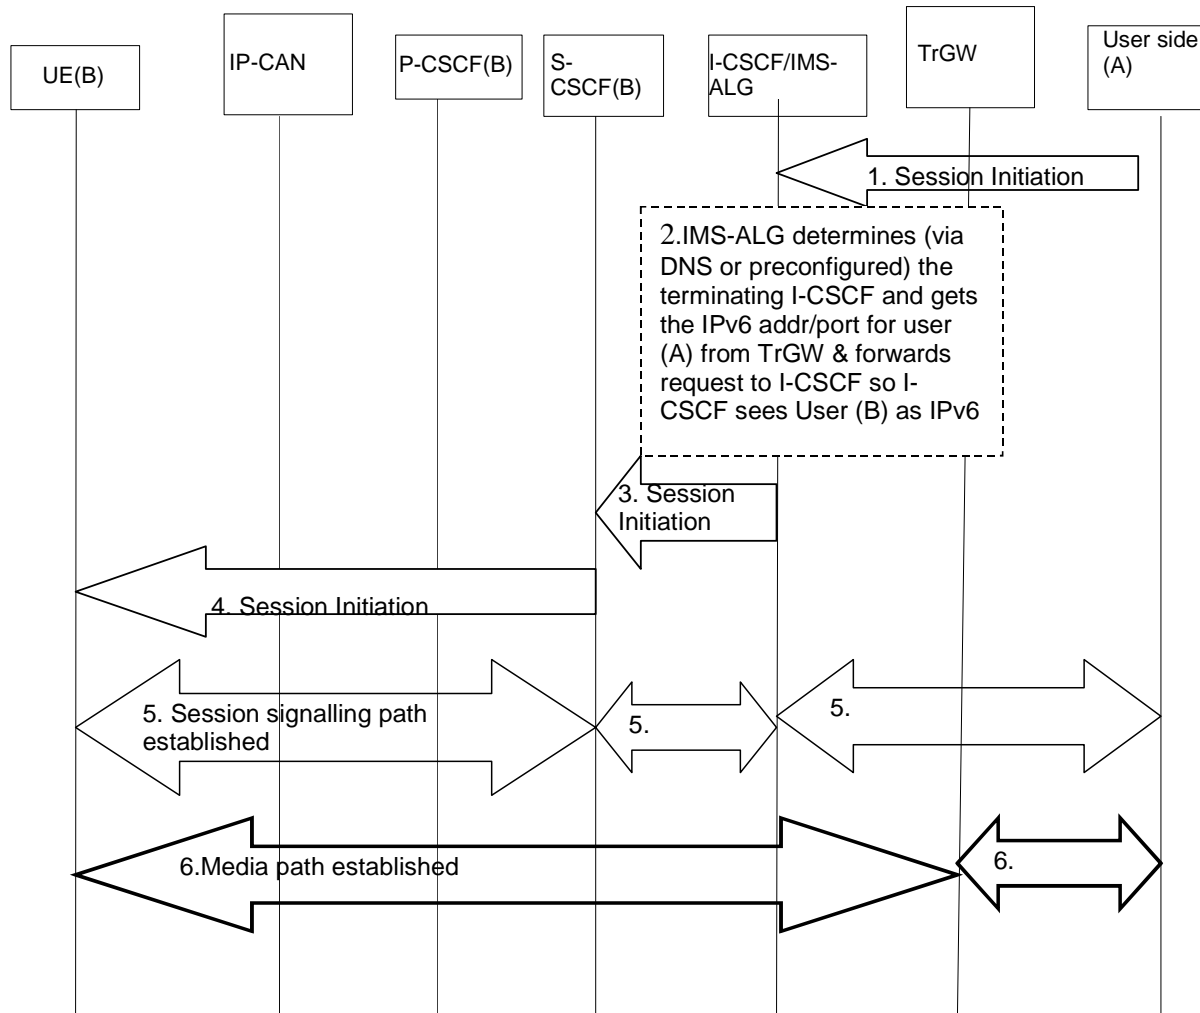 UE(B)
IP-CAN
P-CSCF(B)
S-
CSCF(B)
I-CSCF/IMS-
ALG
TrGW
User side
(A)
1. Session Initiation
2.IMS-ALG determines (via
DNS or preconfigured) the
terminating I-CSCF and gets
the IPv6 addr/port for user
(A) from TrGW & forwards
request to I-CSCF so I-
CSCF sees User (B) as IPv6
3. Session
Initiation
4. Session Initiation
5. Session signalling path
established
5.
5.
6.Media path established
6.